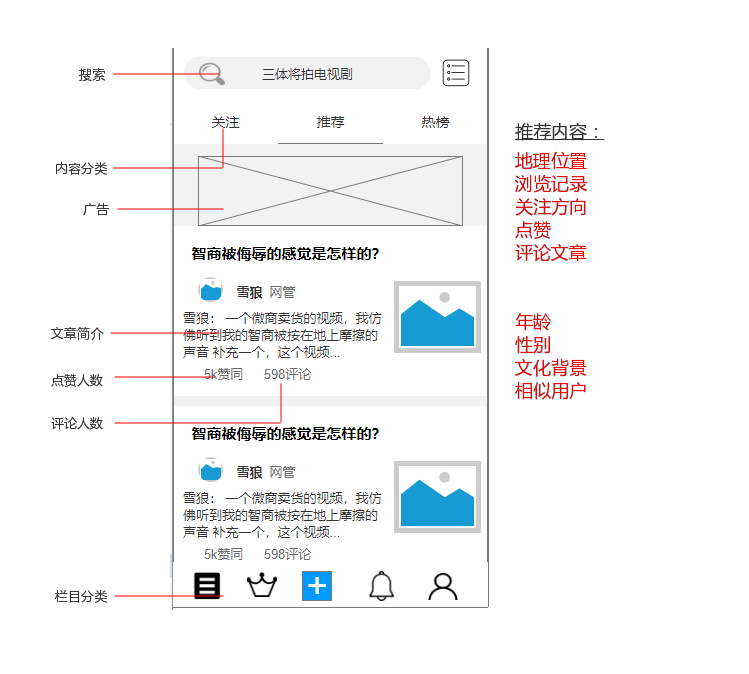 搜索
三体将拍电视剧
关注
推荐
热榜
内容分类
广告
智商被侮辱的感觉是怎样的?
雪狼 网管
雪狼： 一个微商卖货的视频，我仿
佛听到我的智商被按在地上摩擦的
声音 补充一个，这个视频...
5k赞同
598评论
文章简介
点赞人数
评论人数
智商被侮辱的感觉是怎样的?
雪狼 网管
雪狼： 一个微商卖货的视频，我仿
佛听到我的智商被按在地上摩擦的
声音 补充一个，这个视频...
5k赞同
598评论
栏目分类
推荐内容：
地理位置
浏览记录
关注方向
点赞
评论文章
年龄
性别
文化背景
相似用户